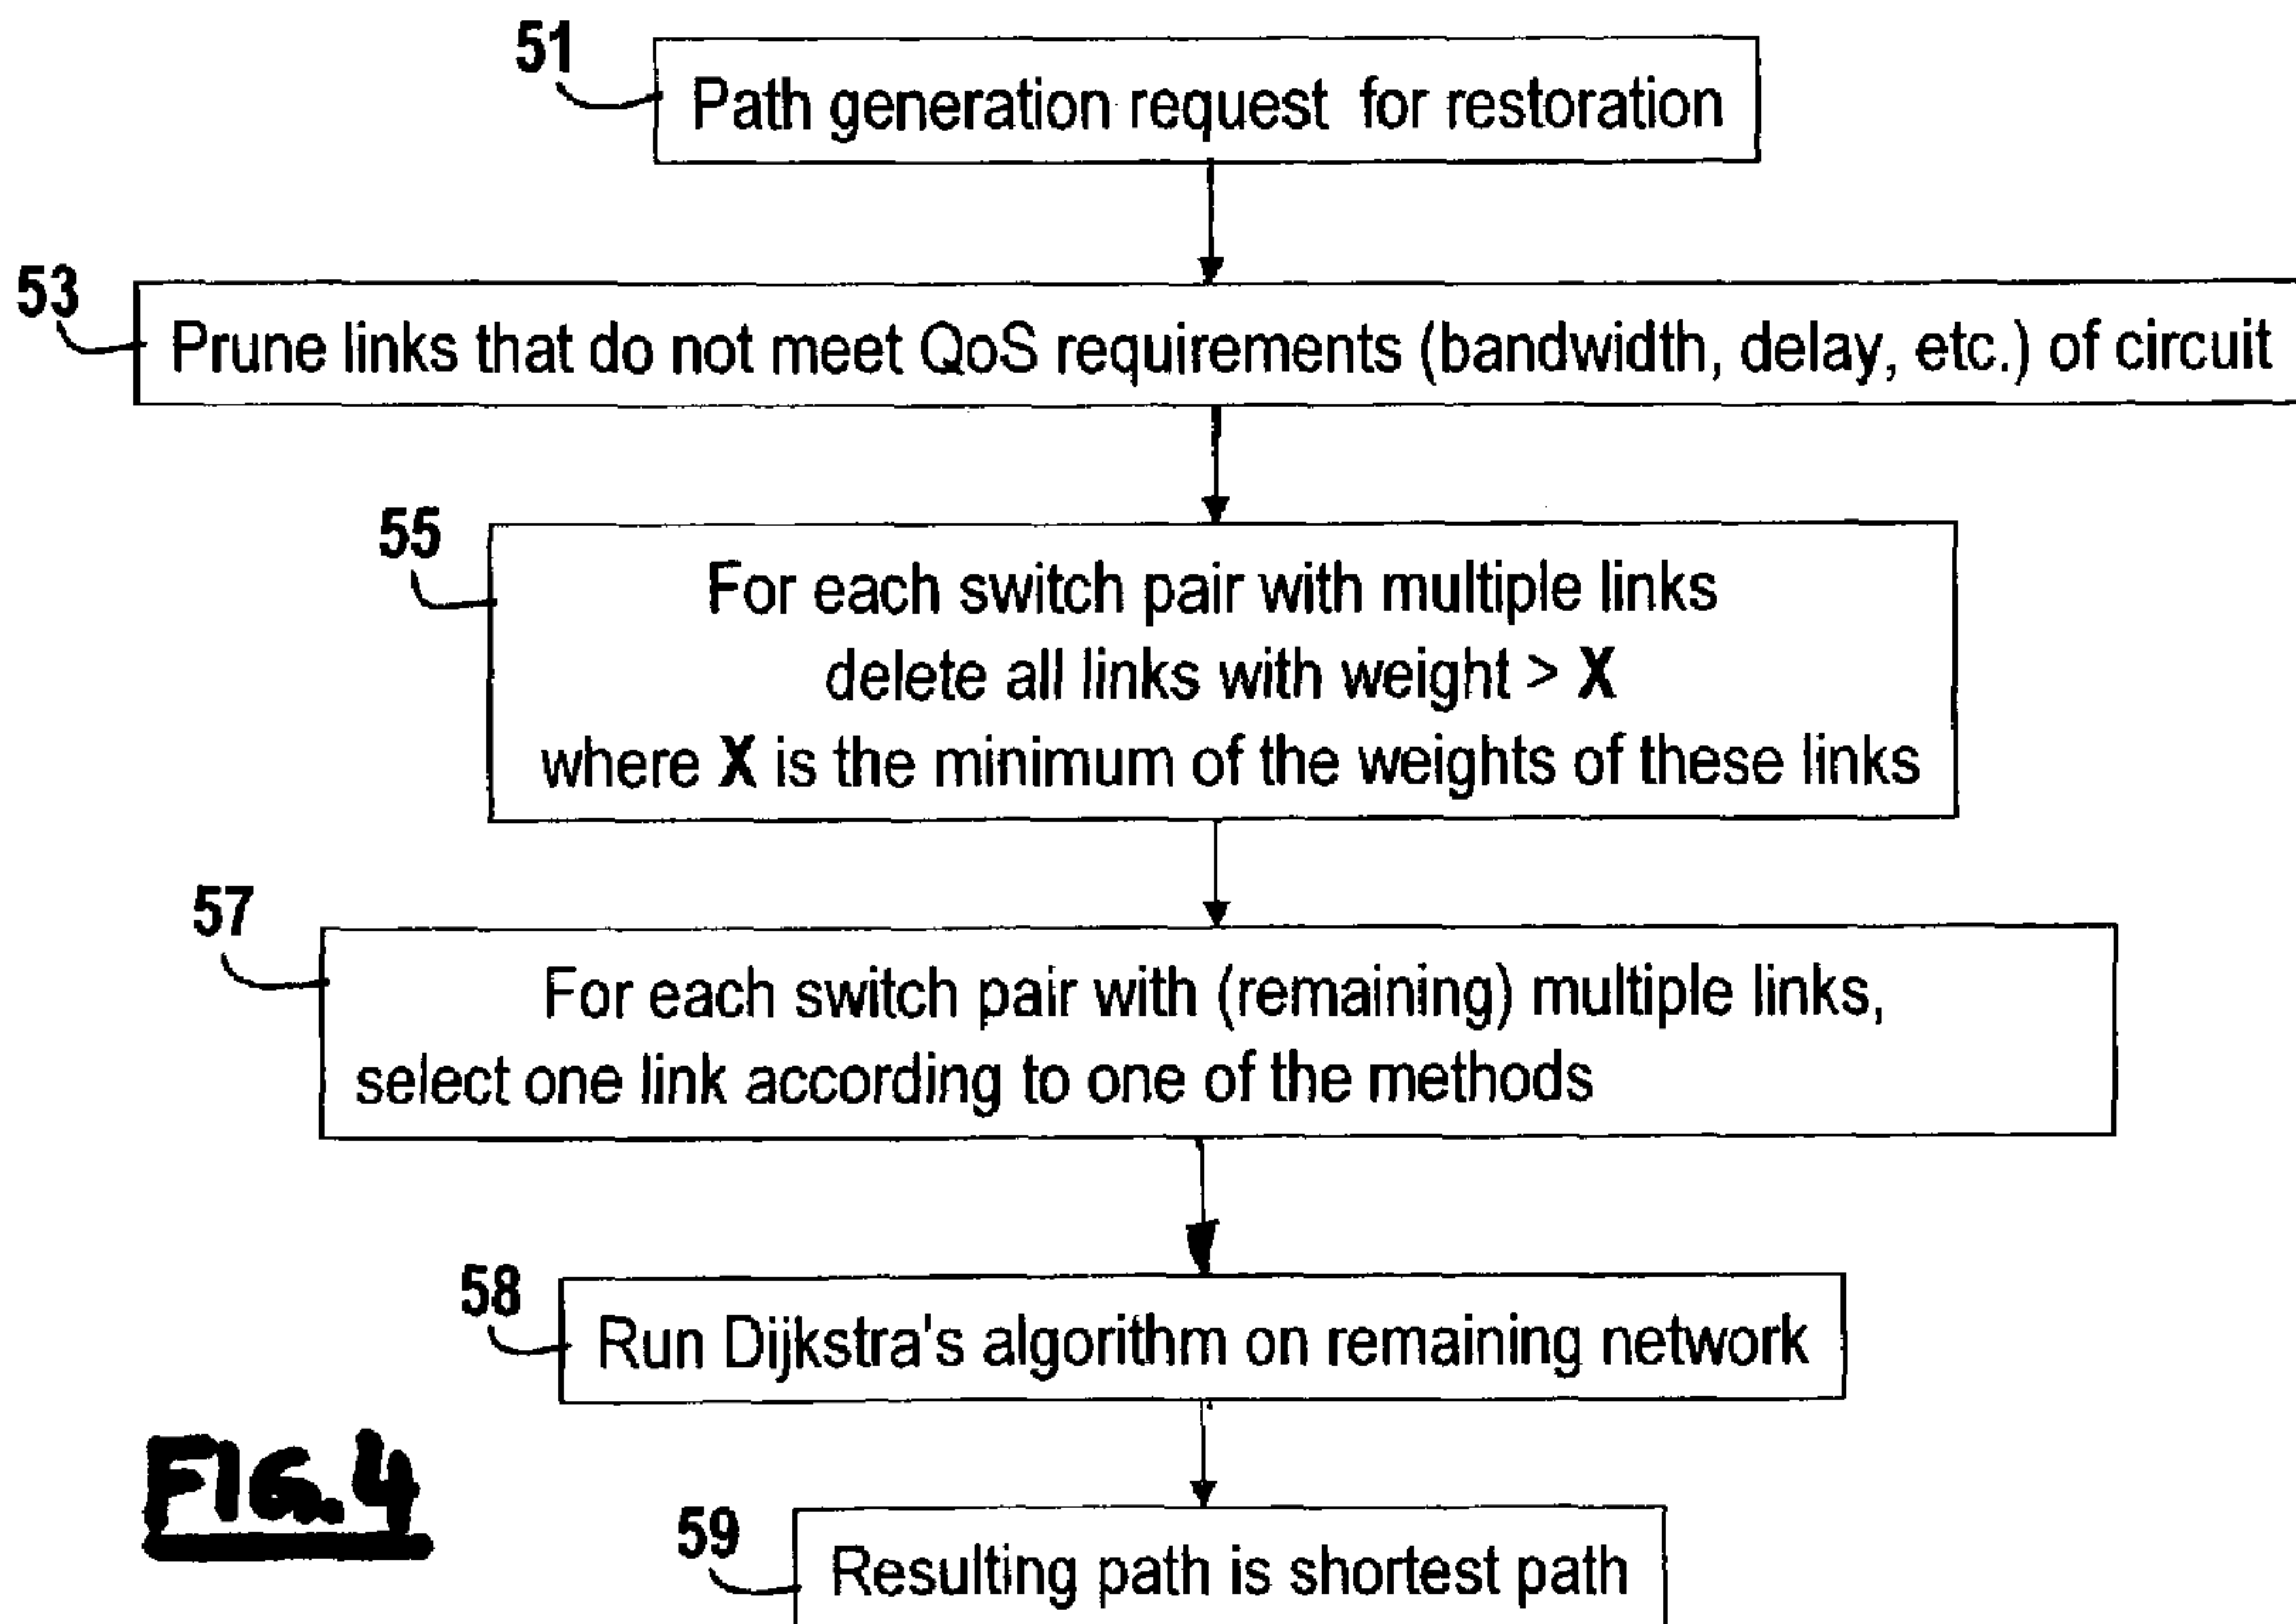 51
Path generation request for restoration
53
Prune links that do not meet QoS requirements (bandwidth, delay, etc.) of circuit
55
For each switch pair with multiple links
delete all links with weight > X
where X is the minimum of the weights of these links
57
For each switch pair with (remaining) multiple links,
select one link according to one of the methods
58
Run Dijkstra's algorithm on remaining network
59
Resulting path is shortest path
FIG. 4